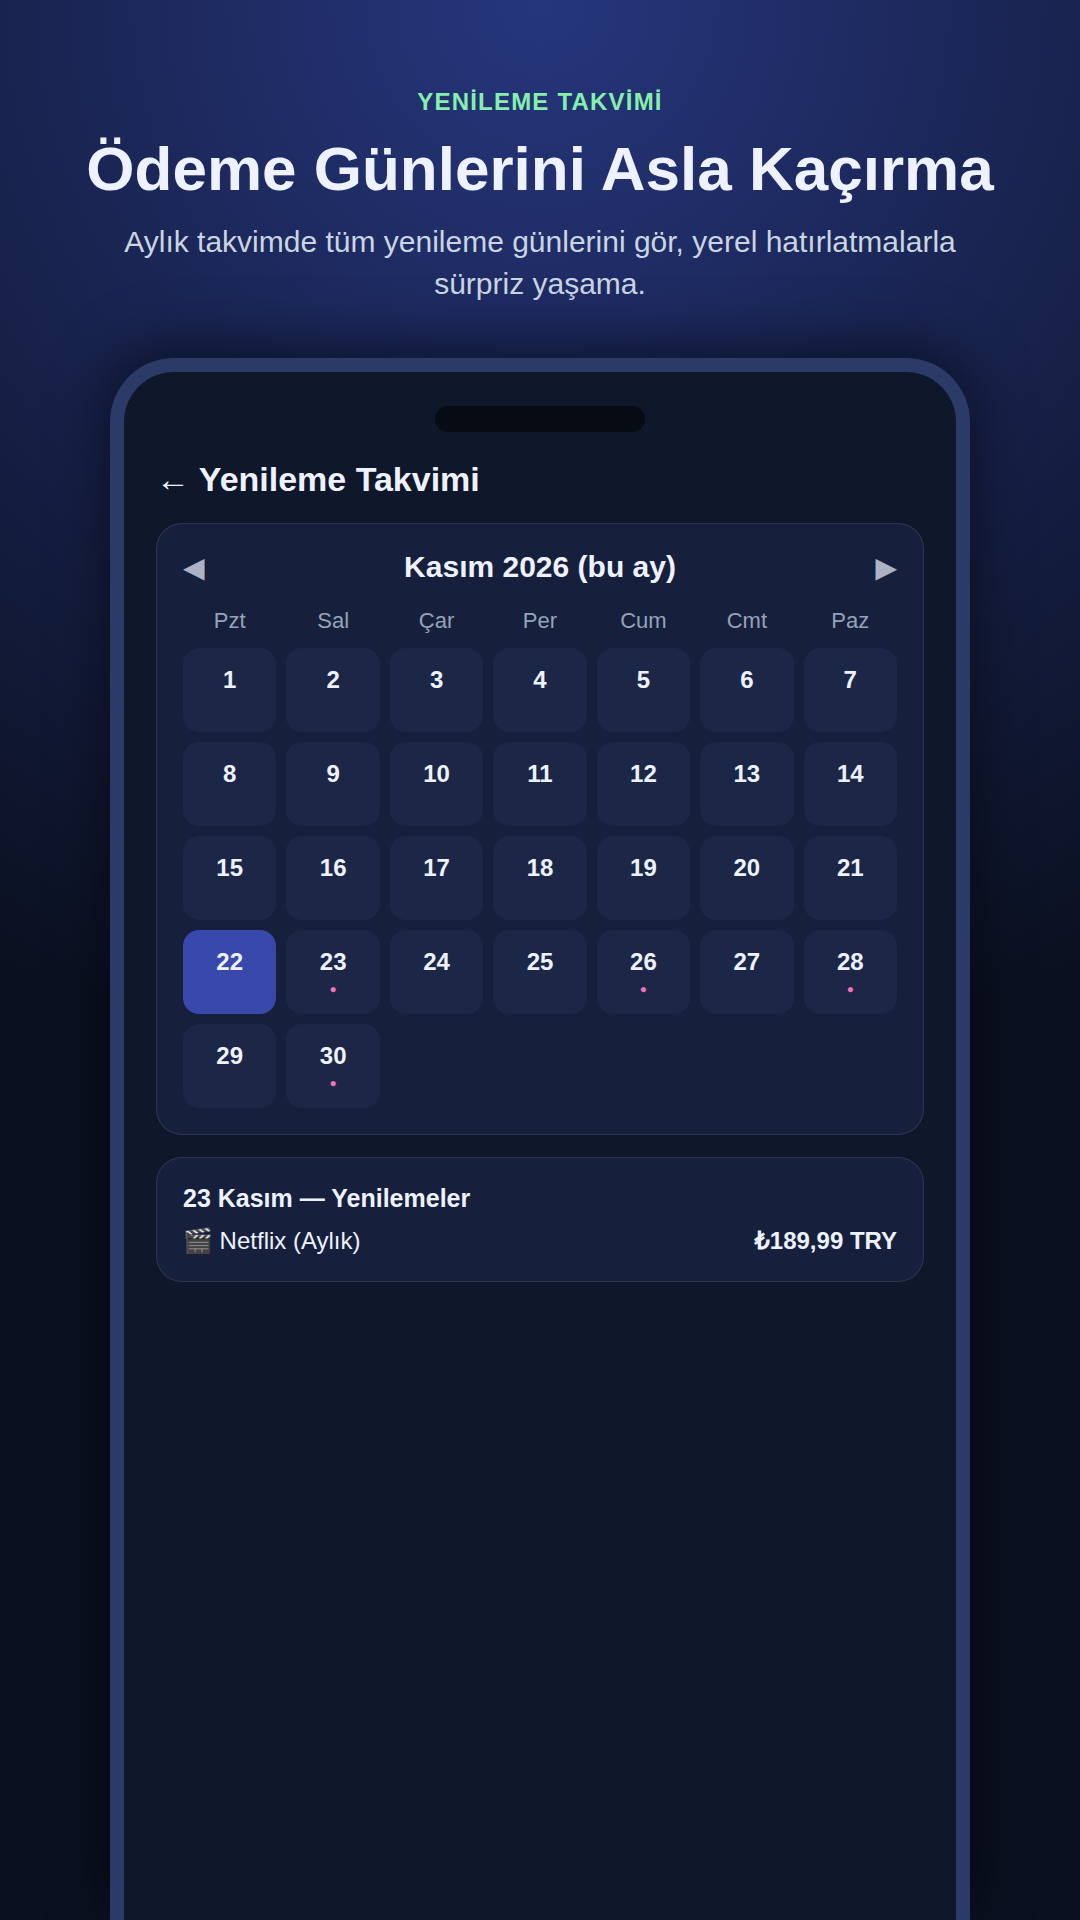 YENİLEME TAKVİMİ
Ödeme Günlerini Asla Kaçırma
Aylık takvimde tüm yenileme günlerini gör, yerel hatırlatmalarla
sürpriz yaşama.
← Yenileme Takvimi
◀ Kasım 2026 (bu ay) ▶
Pzt Sal Çar Per Cum Cmt Paz
1 2 3 4 5 6 7
8 9 10 11 12 13 14
15 16 17 18 19 20 21
22 23 24 25 26 27 28
29 30
23 Kasım — Yenilemeler
🎬 Netflix (Aylık) ₺189,99 TRY